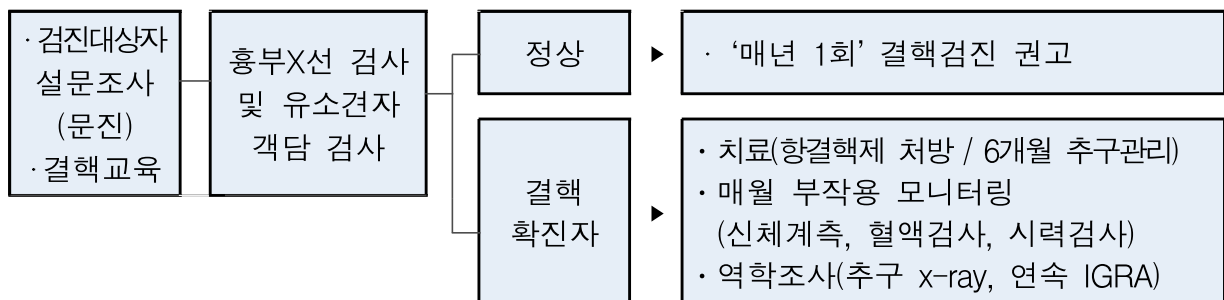 · 검진대상자
설문조사
(문진)
· 결핵교육
흉부X선 검사
및 유소견자
객담 검사
정상
▶
· ‘매년 1회’ 결핵검진 권고
결핵
확진자
▶
· 치료(항결핵제 처방 / 6개월 추구관리)
· 매월 부작용 모니터링
(신체계측, 혈액검사, 시력검사)
· 역학조사(추구 x-ray, 연속 IGRA)